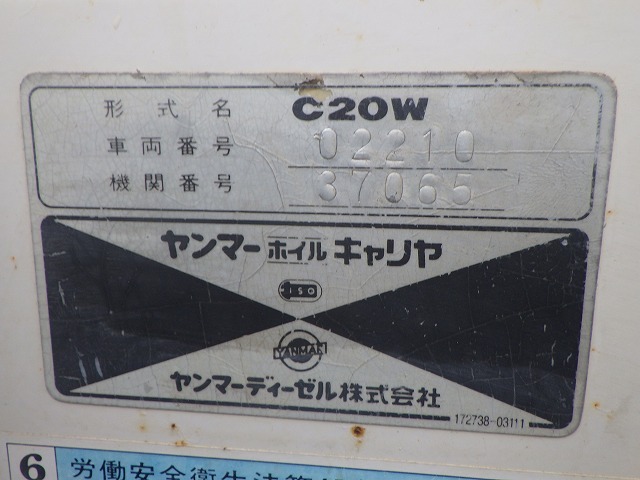 形式名 C20W
車両番号 02210
機関番号 37065
ヤンマーホイルキャリヤ
ISO
YANMAR
ヤンマーディーゼル株式会社
172738-03111
6 労働安全衛生法第